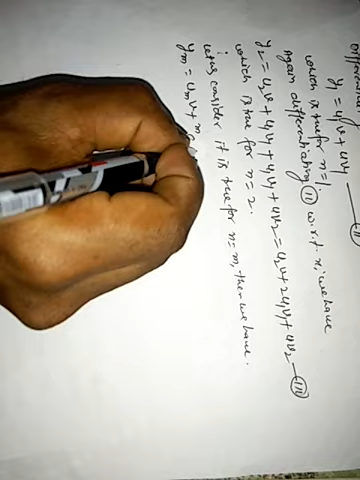 Differentia
y₁ = u₁v + uv₁ — (ii)
which is true for n=1
Again differentiating (ii) w.r.t x, we have
y₂ = u₂v + u₁v₁ + u₁v₁ + uv₂ = u₂v + 2u₁v₁ + uv₂ — (iii)
which is true for n = 2.
Let us consider it is true for n = m, then we have.
yₘ = uₘv + m